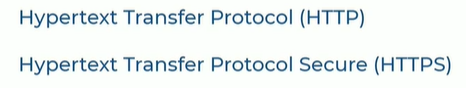 Hypertext Transfer Protocol (HTTP)
Hypertext Transfer Protocol Secure (HTTPS)